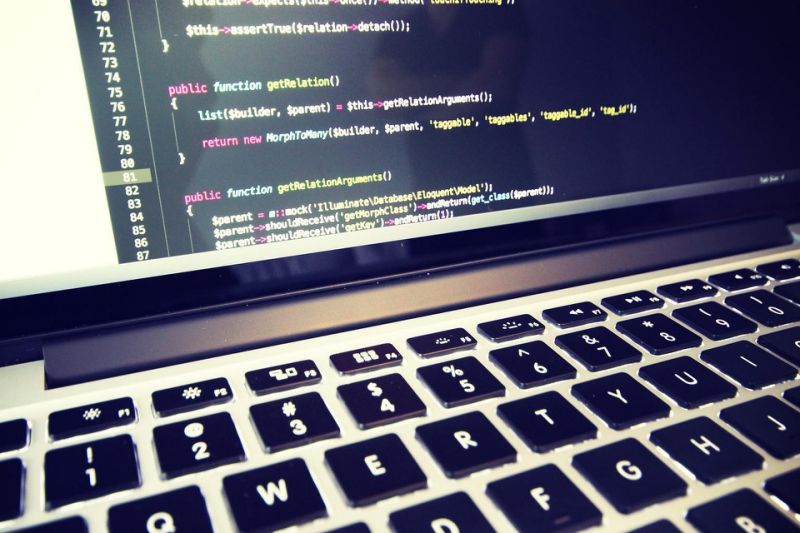 69 $relation->expects($this->once())->method('touchIfTouching');
70
71 $this->assertTrue($relation->detach());
72 }
73
74
75 public function getRelation()
76 {
77 list($builder, $parent) = $this->getRelationArguments();
78
79 return new MorphToMany($builder, $parent, 'taggable', 'taggables', 'taggable_id', 'tag_id');
80 }
81
82
83 public function getRelationArguments()
84 {
85 $parent = m::mock('Illuminate\Database\Eloquent\Model');
86 $parent->shouldReceive('getMorphClass')->andReturn(get_class($parent));
87 $parent->shouldReceive('getKey')->andReturn(1);
F1 F2 F3 F4 F5 F6 F7 F8
! 1 @ 2 # 3 $ 4 % 5 ^ 6 & 7 * 8 ( 9 ) 0
Q W E R T Y U I
D F G H J
N